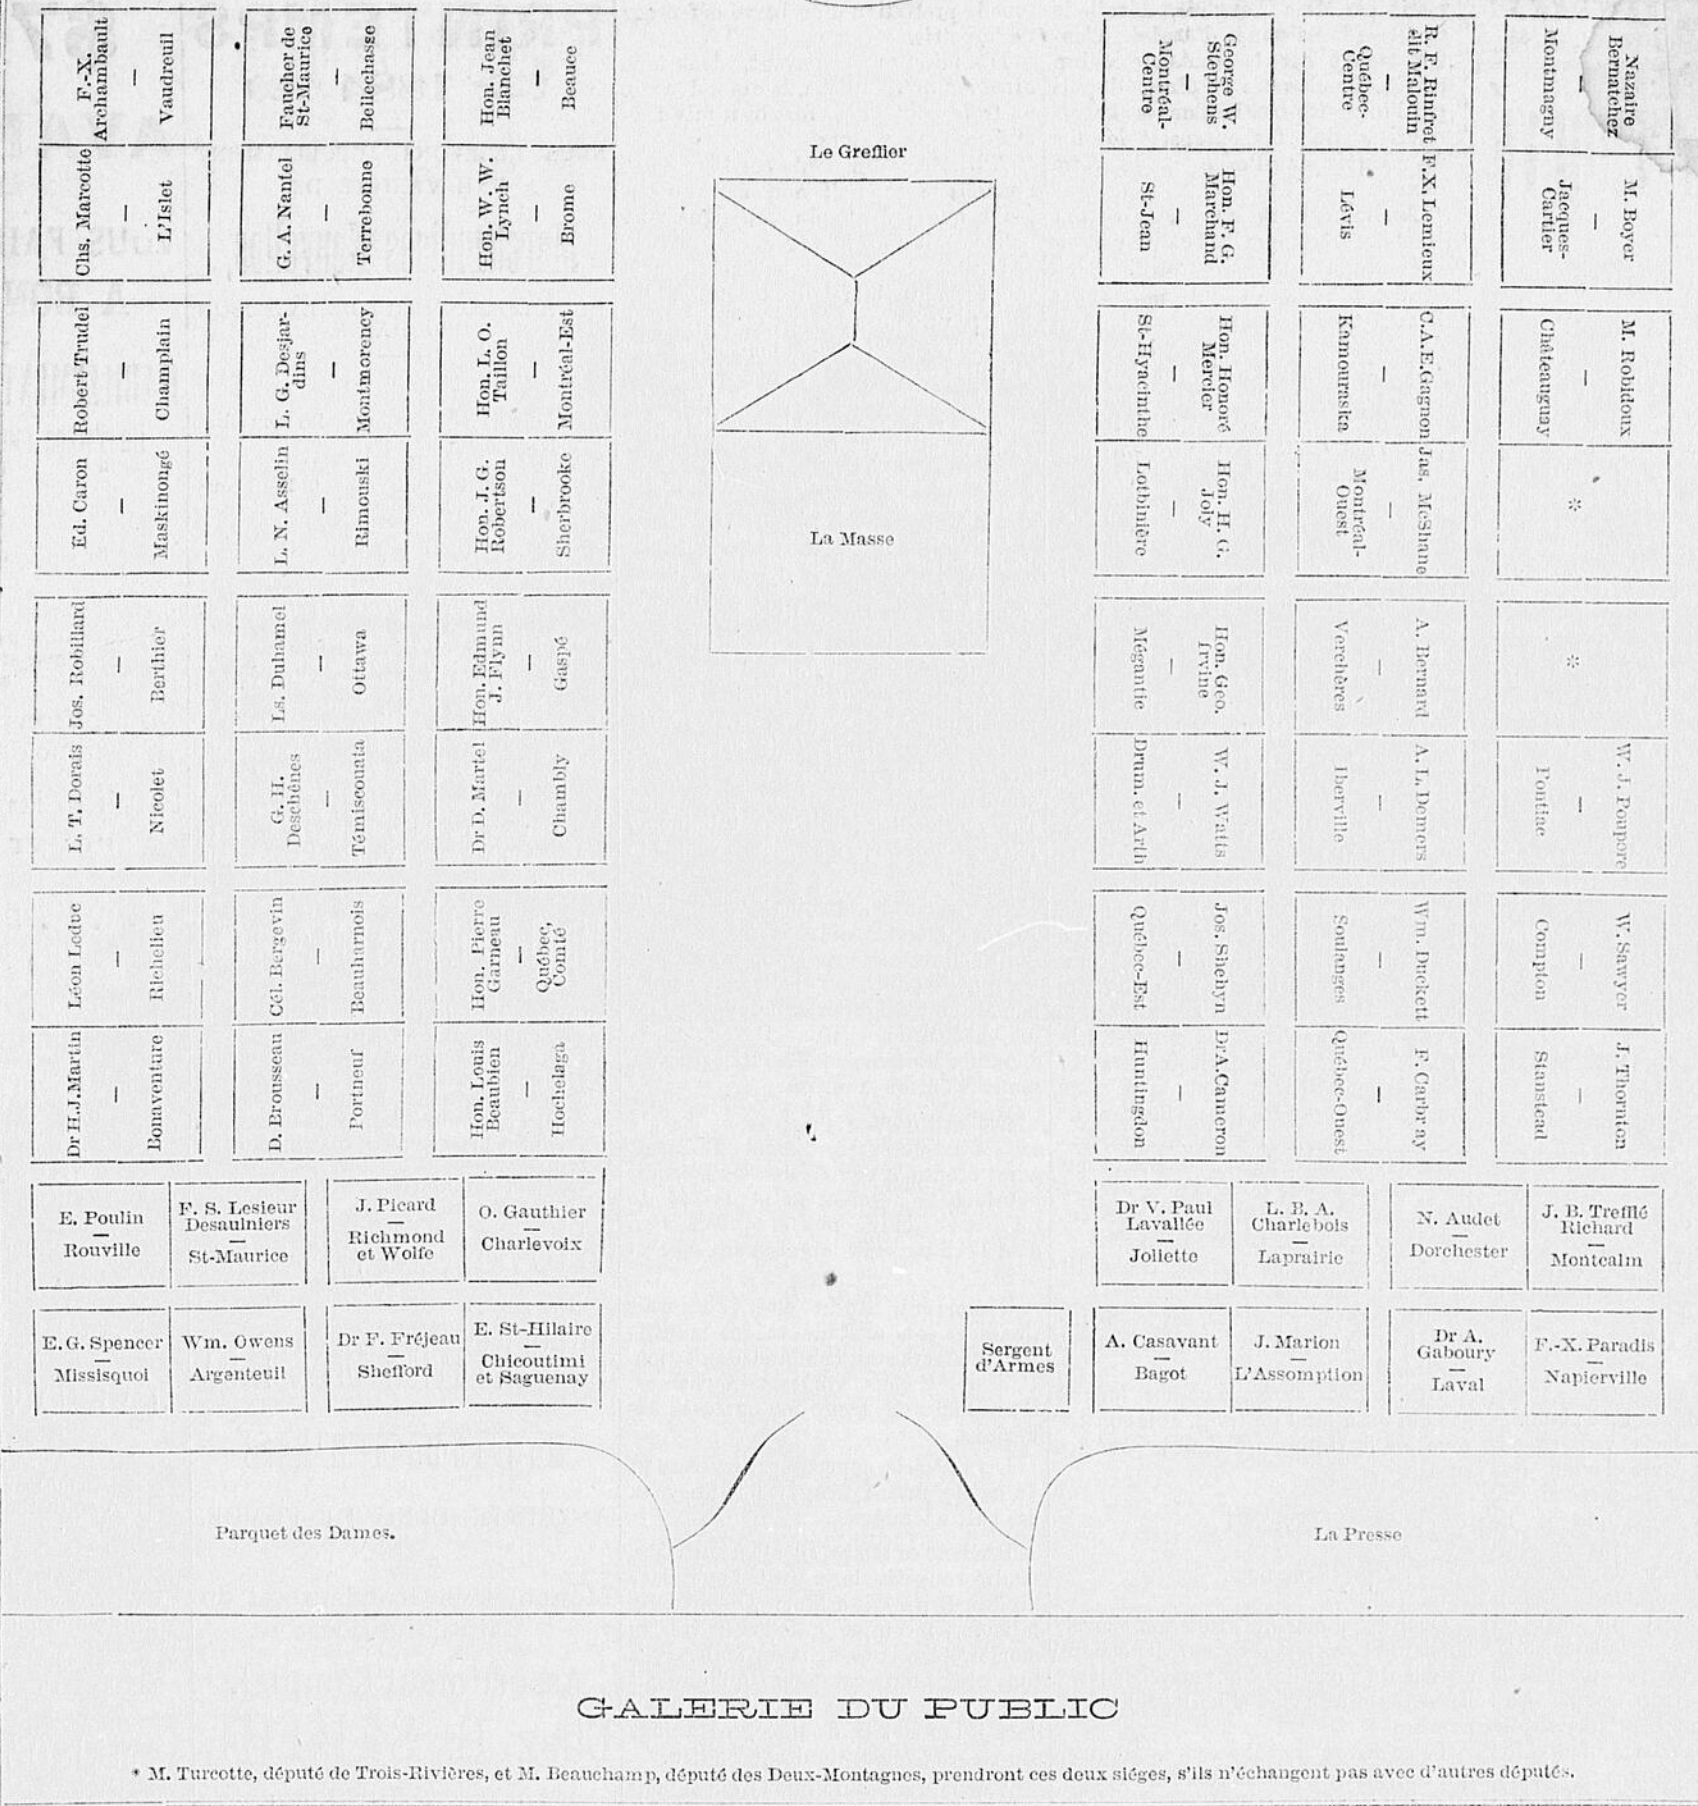 F.-X.
Archambault
—
Vaudreuil
Faucher de
St-Maurice
—
Bellechasse
Hon. Jean
Blanchet
—
Beauce
Chs. Marcotte
—
L'Islet
G. A. Nantel
—
Terrebonne
Hon. W. W.
Lynch
—
Brome
Robert Trudel
—
Champlain
L. G. Desjar-
dins
—
Montmorency
Hon. L. O.
Taillon
—
Montréal-Est
Éd. Caron
—
Maskinongé
L. N. Asselin
—
Rimouski
Hon. J. G.
Robertson
—
Sherbrooke
Jos. Robillard
—
Berthier
Ls. Duhamel
—
Ottawa
Hon. Edmund
J. Flynn
—
Gaspé
L. T. Dorais
—
Nicolet
G. H.
Deschênes
—
Témiscouata
Dr D. Martel
—
Chambly
Léon Leduc
—
Richelieu
Cél. Bergevin
—
Beauharnois
Hon. Pierre
Garneau
—
Québec,
Comté
Dr H.J. Martin
—
Bonaventure
D. Brousseau
—
Portneuf
Hon. Louis
Beaubien
—
Hochelaga
E. Poulin
—
Rouville
F. S. Lesieur
Desaulniers
—
St-Maurice
J. Picard
—
Richmond
et Wolfe
O. Gauthier
—
Charlevoix
E. G. Spencer
—
Missisquoi
Wm. Owens
—
Argenteuil
Dr F. Fréjeau
—
Shefford
E. St-Hilaire
—
Chicoutimi
et Saguenay
Le Greffier
La Masse
George W.
Stephens
—
Montréal-
Centre
R. F. Rinfret
dit Malouin
—
Québec-
Centre
Nazaire
Bernatchez
—
Montmagny
Hon. F. G.
Marchand
—
St-Jean
F. X. Lemieux
—
Lévis
M. Boyer
—
Jacques-
Cartier
Hon. Honoré
Mercier
—
St-Hyacinthe
C.A.E. Gagnon
—
Kamouraska
M. Robidoux
—
Châteauguay
Hon. H. G.
Joly
—
Lotbinière
Jas. McShane
—
Montréal-
Ouest
*
Hon. Geo.
Irvine
—
Mégantic
A. Bernard
—
Verchères
*
W. J. Watts
—
Drum. et Arth
A. L. Demers
—
Iberville
W. J. Poupore
—
Pontiac
Jos. Shehyn
—
Québec-Est
Wm. Duckett
—
Soulanges
W. Sawyer
—
Compton
Dr A. Cameron
—
Huntingdon
F. Carbray
—
Québec-Ouest
J. Thornton
—
Stanstead
Dr V. Paul
Lavallée
—
Joliette
L. B. A.
Charlebois
—
Laprairie
N. Audet
—
Dorchester
J. B. Trefflé
Richard
—
Montcalm
Sergent
d'Armes
A. Casavant
—
Bagot
J. Marion
—
L'Assomption
Dr A.
Gaboury
—
Laval
F.-X. Paradis
—
Napierville
Parquet des Dames.
La Presse
GALERIE DU PUBLIC
* M. Turcotte, député de Trois-Rivières, et M. Beauchamp, député des Deux-Montagnes, prendront ces deux siéges, s'ils n'échangent pas avec d'autres députés.